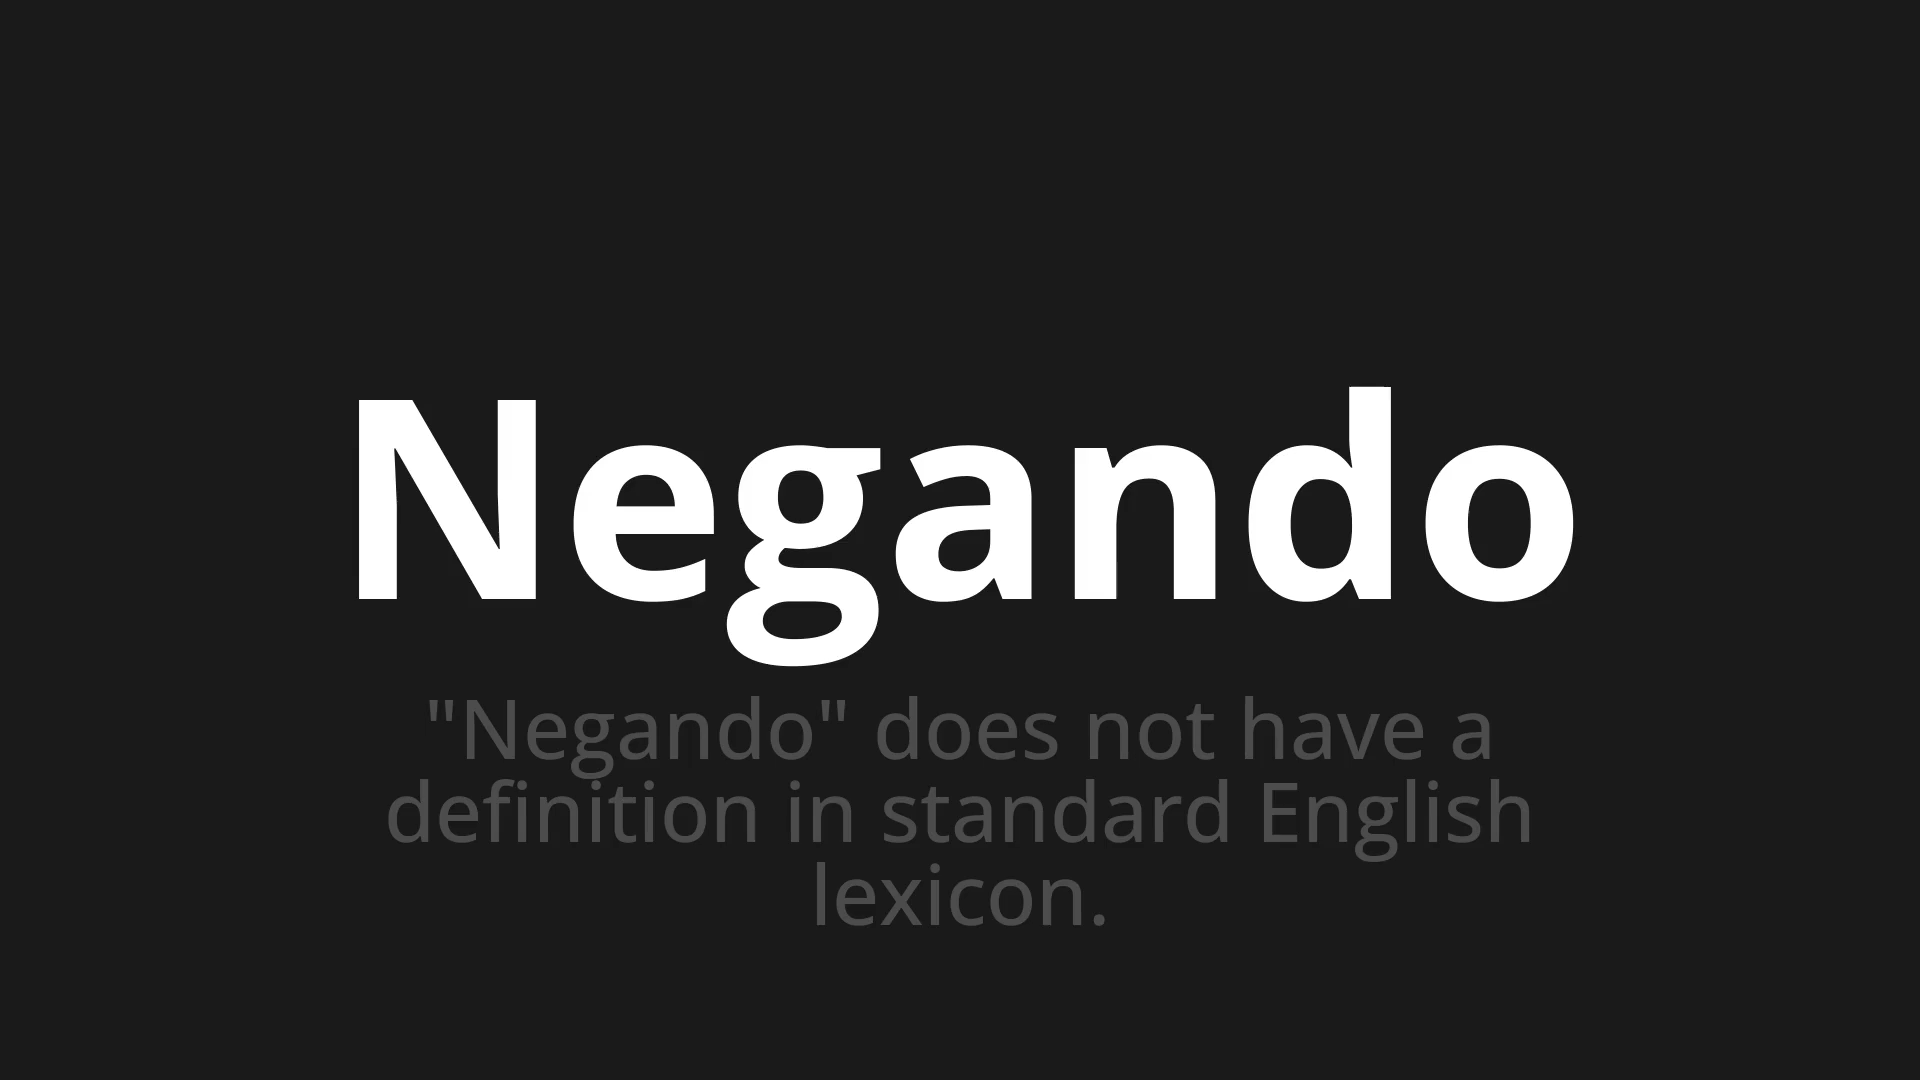 Negando
"Negando" does not have a
definition in standard English
lexicon.